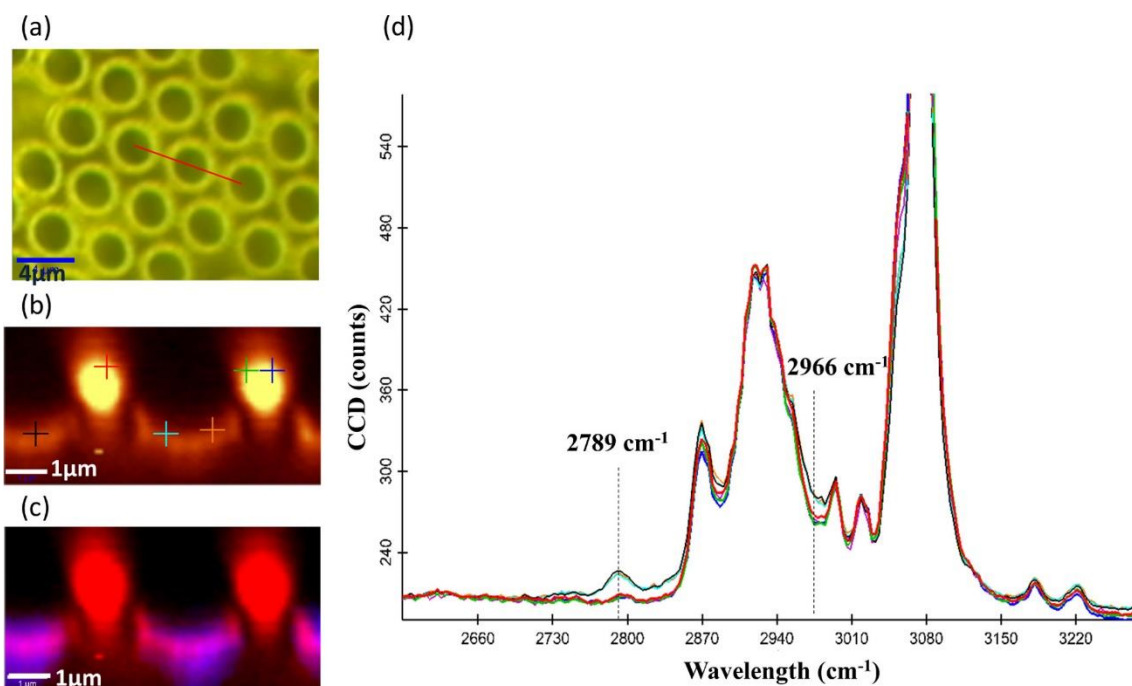 (a)
4μm
(b)
1μm
(c)
1μm
(d)
CCD (counts)
540
480
420
360
300
240
2789 cm-1
2966 cm-1
2660 2730 2800 2870 2940 3010 3080 3150 3220
Wavelength (cm-1)